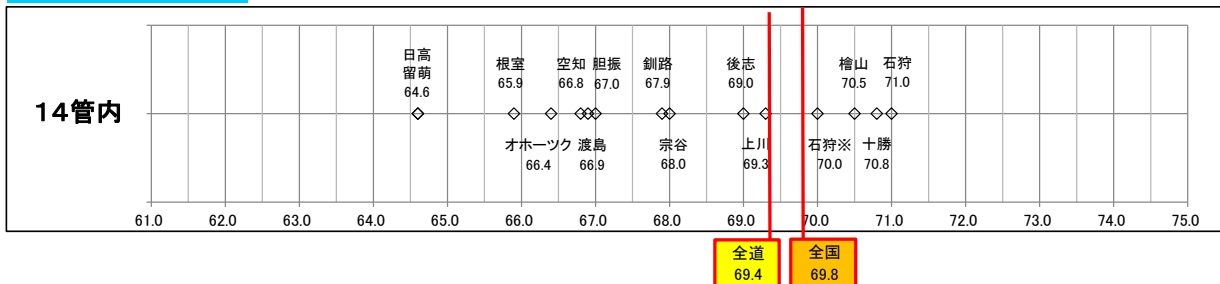 日高
留萌
64.6
根室
65.9
空知
66.8
胆振
67.0
釧路
67.9
後志
69.0
檜山
70.5
石狩
71.0
14管内
オホーツク
66.4
渡島
66.9
宗谷
68.0
上川
69.3
石狩※
70.0
十勝
70.8
61.0 62.0 63.0 64.0 65.0 66.0 67.0 68.0 69.0 70.0 71.0 72.0 73.0 74.0 75.0
全道
69.4
全国
69.8